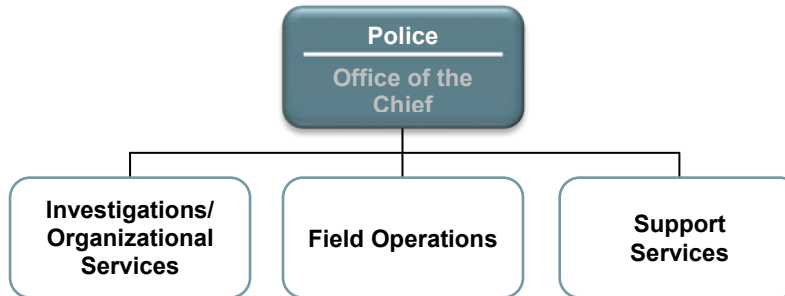 Police
Office of the
Chief
Investigations/
Organizational
Services
Field Operations
Support
Services